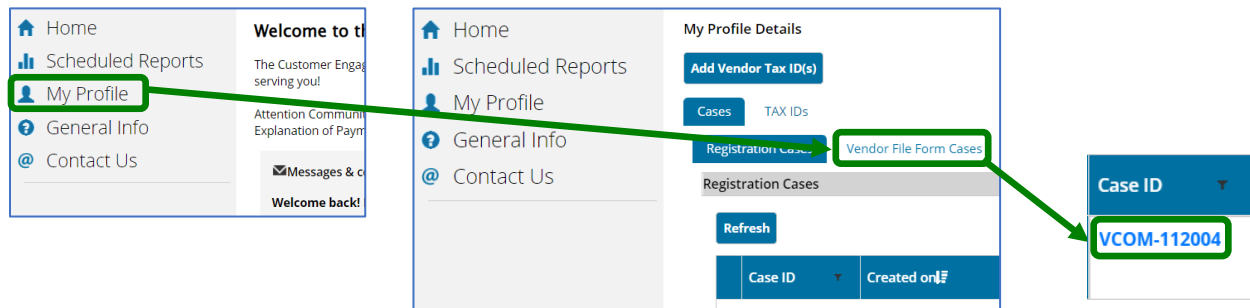 Home
Scheduled Reports
My Profile
General Info
Contact Us
Welcome to th
The Customer Engag
serving you!
Attention Communi
Explanation of Paym
Messages & c
Welcome back!
Home
Scheduled Reports
My Profile
General Info
Contact Us
My Profile Details
Add Vendor Tax ID(s)
Cases TAX IDs
Registration Cases Vendor File Form Cases
Registration Cases
Refresh
Case ID Created on
Case ID
VCOM-112004